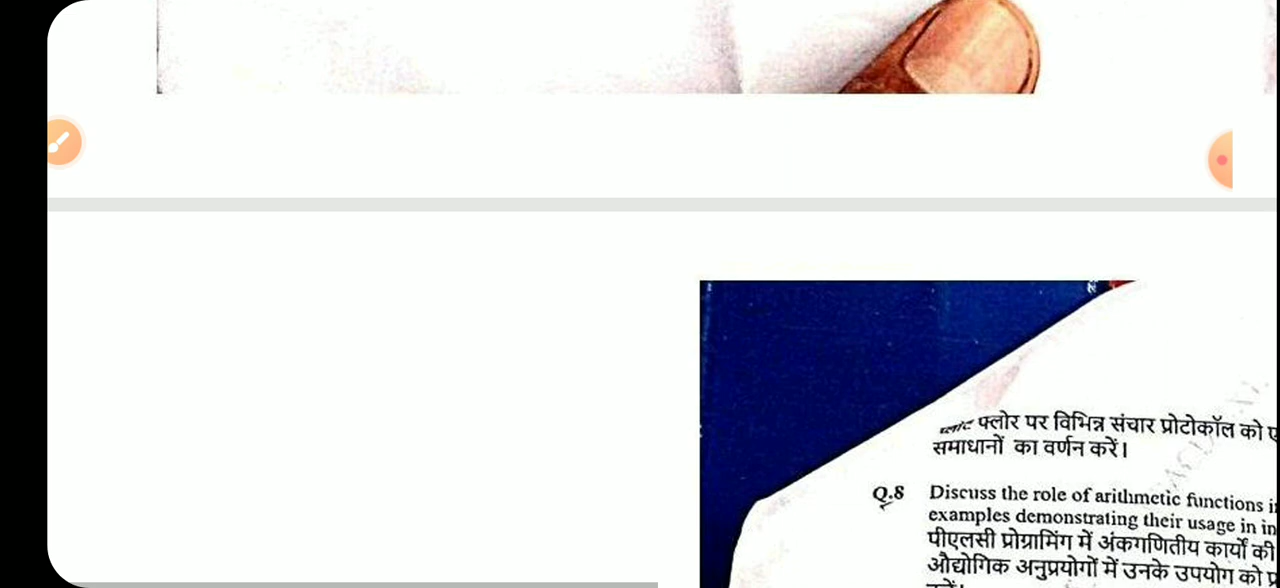 फ्लोर पर विभिन्न संचार प्रोटोकॉल को
समाधानों का वर्णन करें।
Q.8 Discuss the role of arithmetic functions
examples demonstrating their usage in
पीएलसी प्रोग्रामिंग में अंकगणितीय कार्यों की
औद्योगिक अनुप्रयोगों में उनके उपयोग को